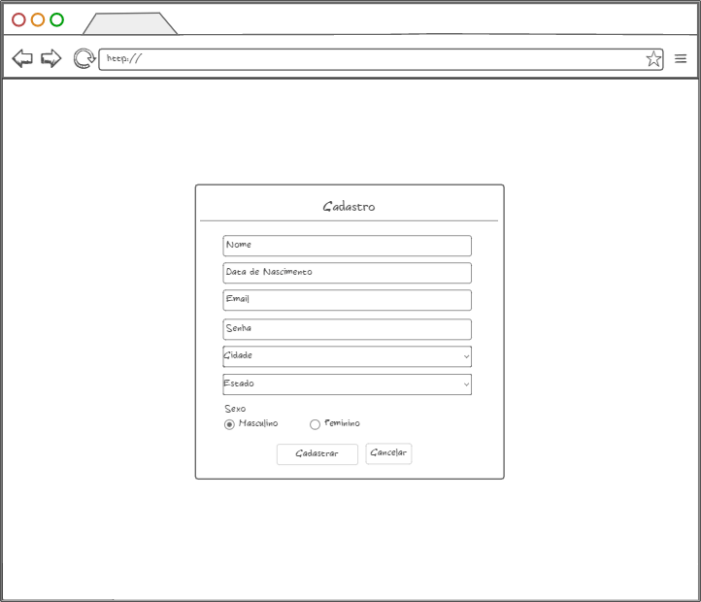 http://
Cadastro
Nome
Data de Nascimento
Email
Senha
Cidade
Estado
Sexo
Masculino Feminino
Cadastrar Cancelar